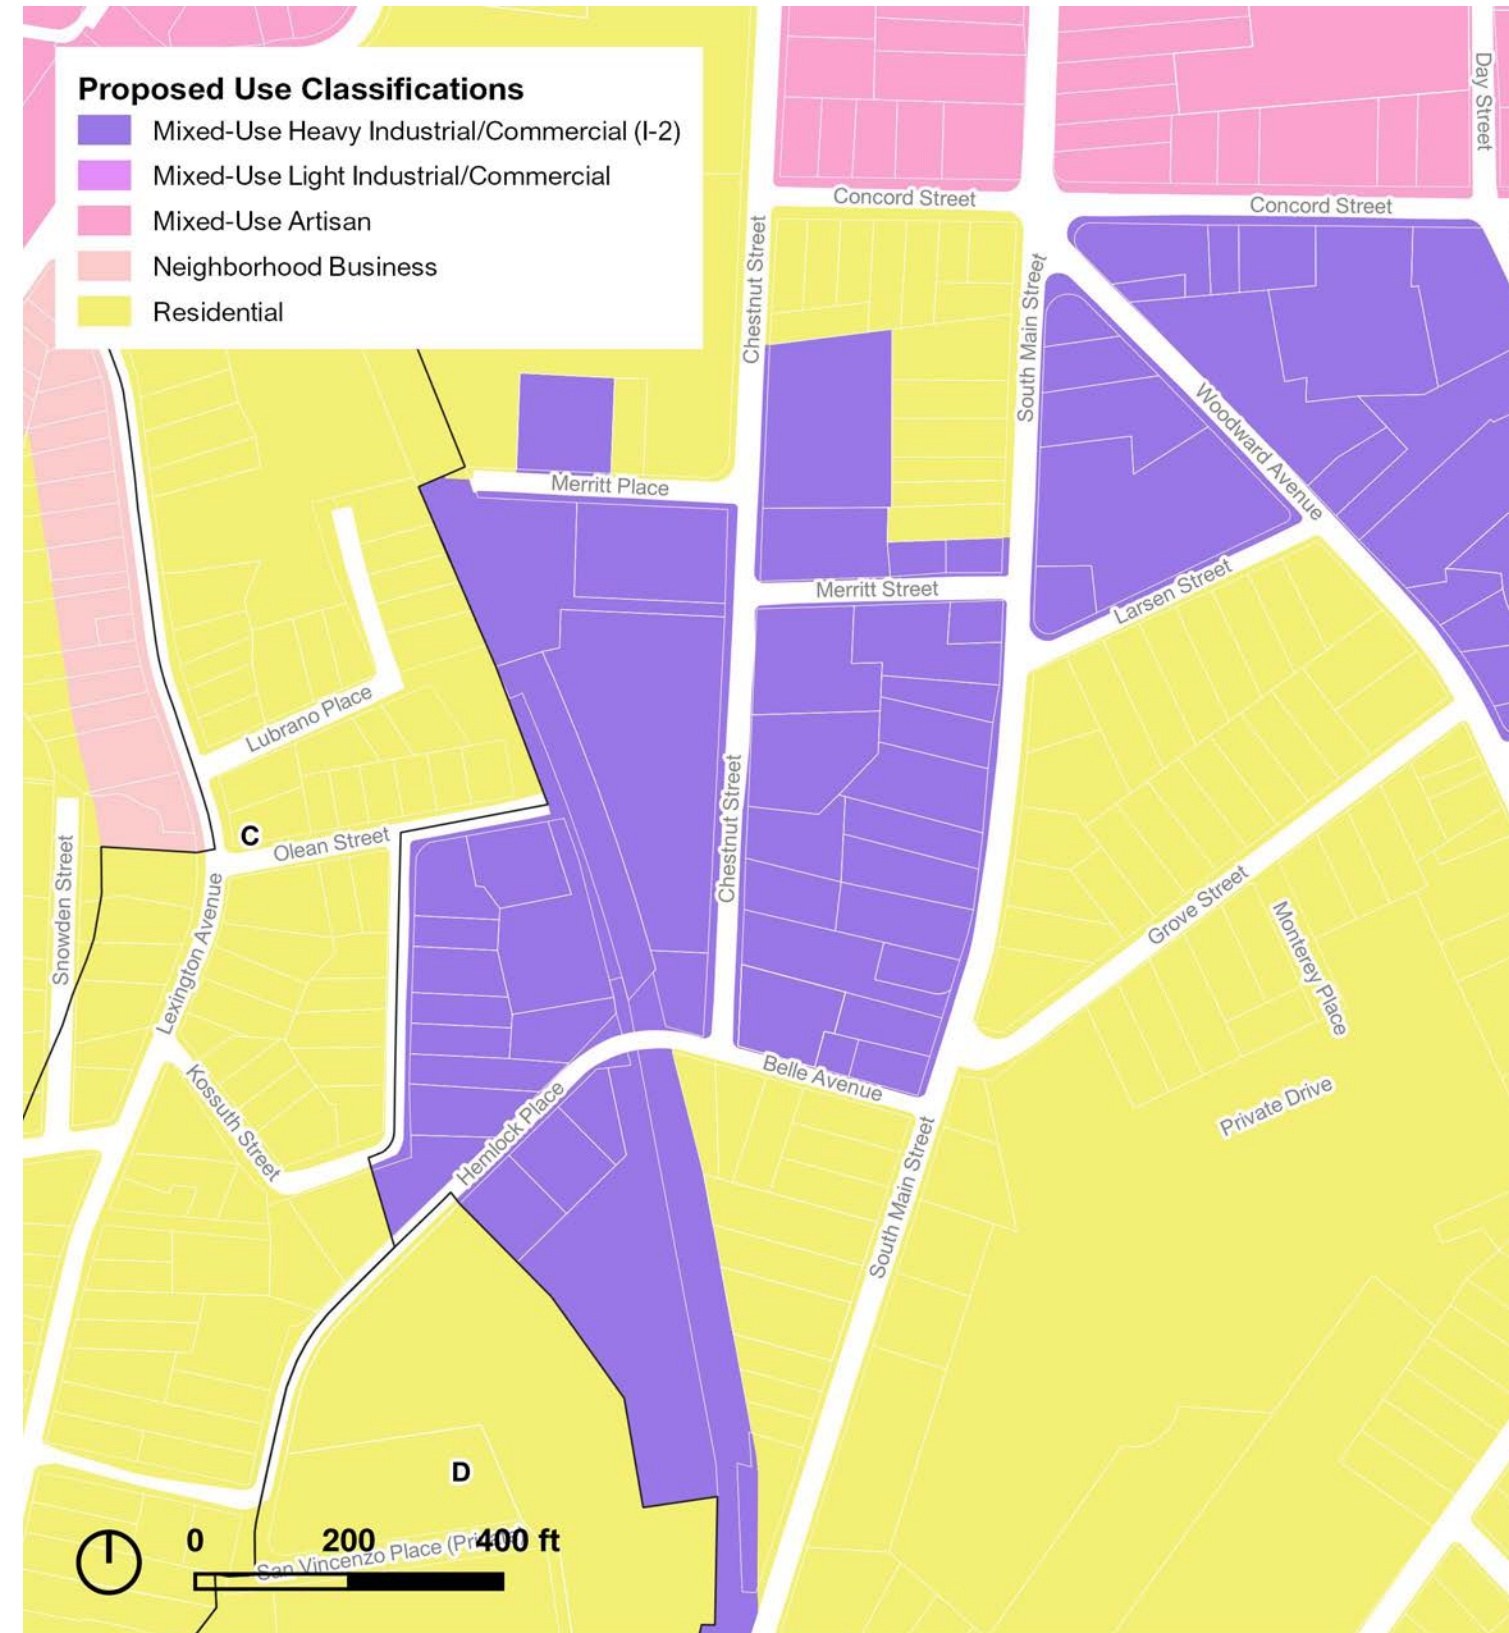 Proposed Use Classifications
Mixed-Use Heavy Industrial/Commercial (I-2)
Mixed-Use Light Industrial/Commercial
Mixed-Use Artisan
Neighborhood Business
Residential
Day Street
Concord Street
Concord Street
Chestnut Street
South Main Street
Woodward Avenue
Merritt Place
Merritt Street
Larsen Street
Lubrano Place
Chestnut Street
C
Olean Street
Snowden Street
Lexington Avenue
Grove Street
Monterey Place
Kossuth Street
Hemlock Place
Belle Avenue
Private Drive
South Main Street
D
0 200 400 ft
San Vincenzo Place